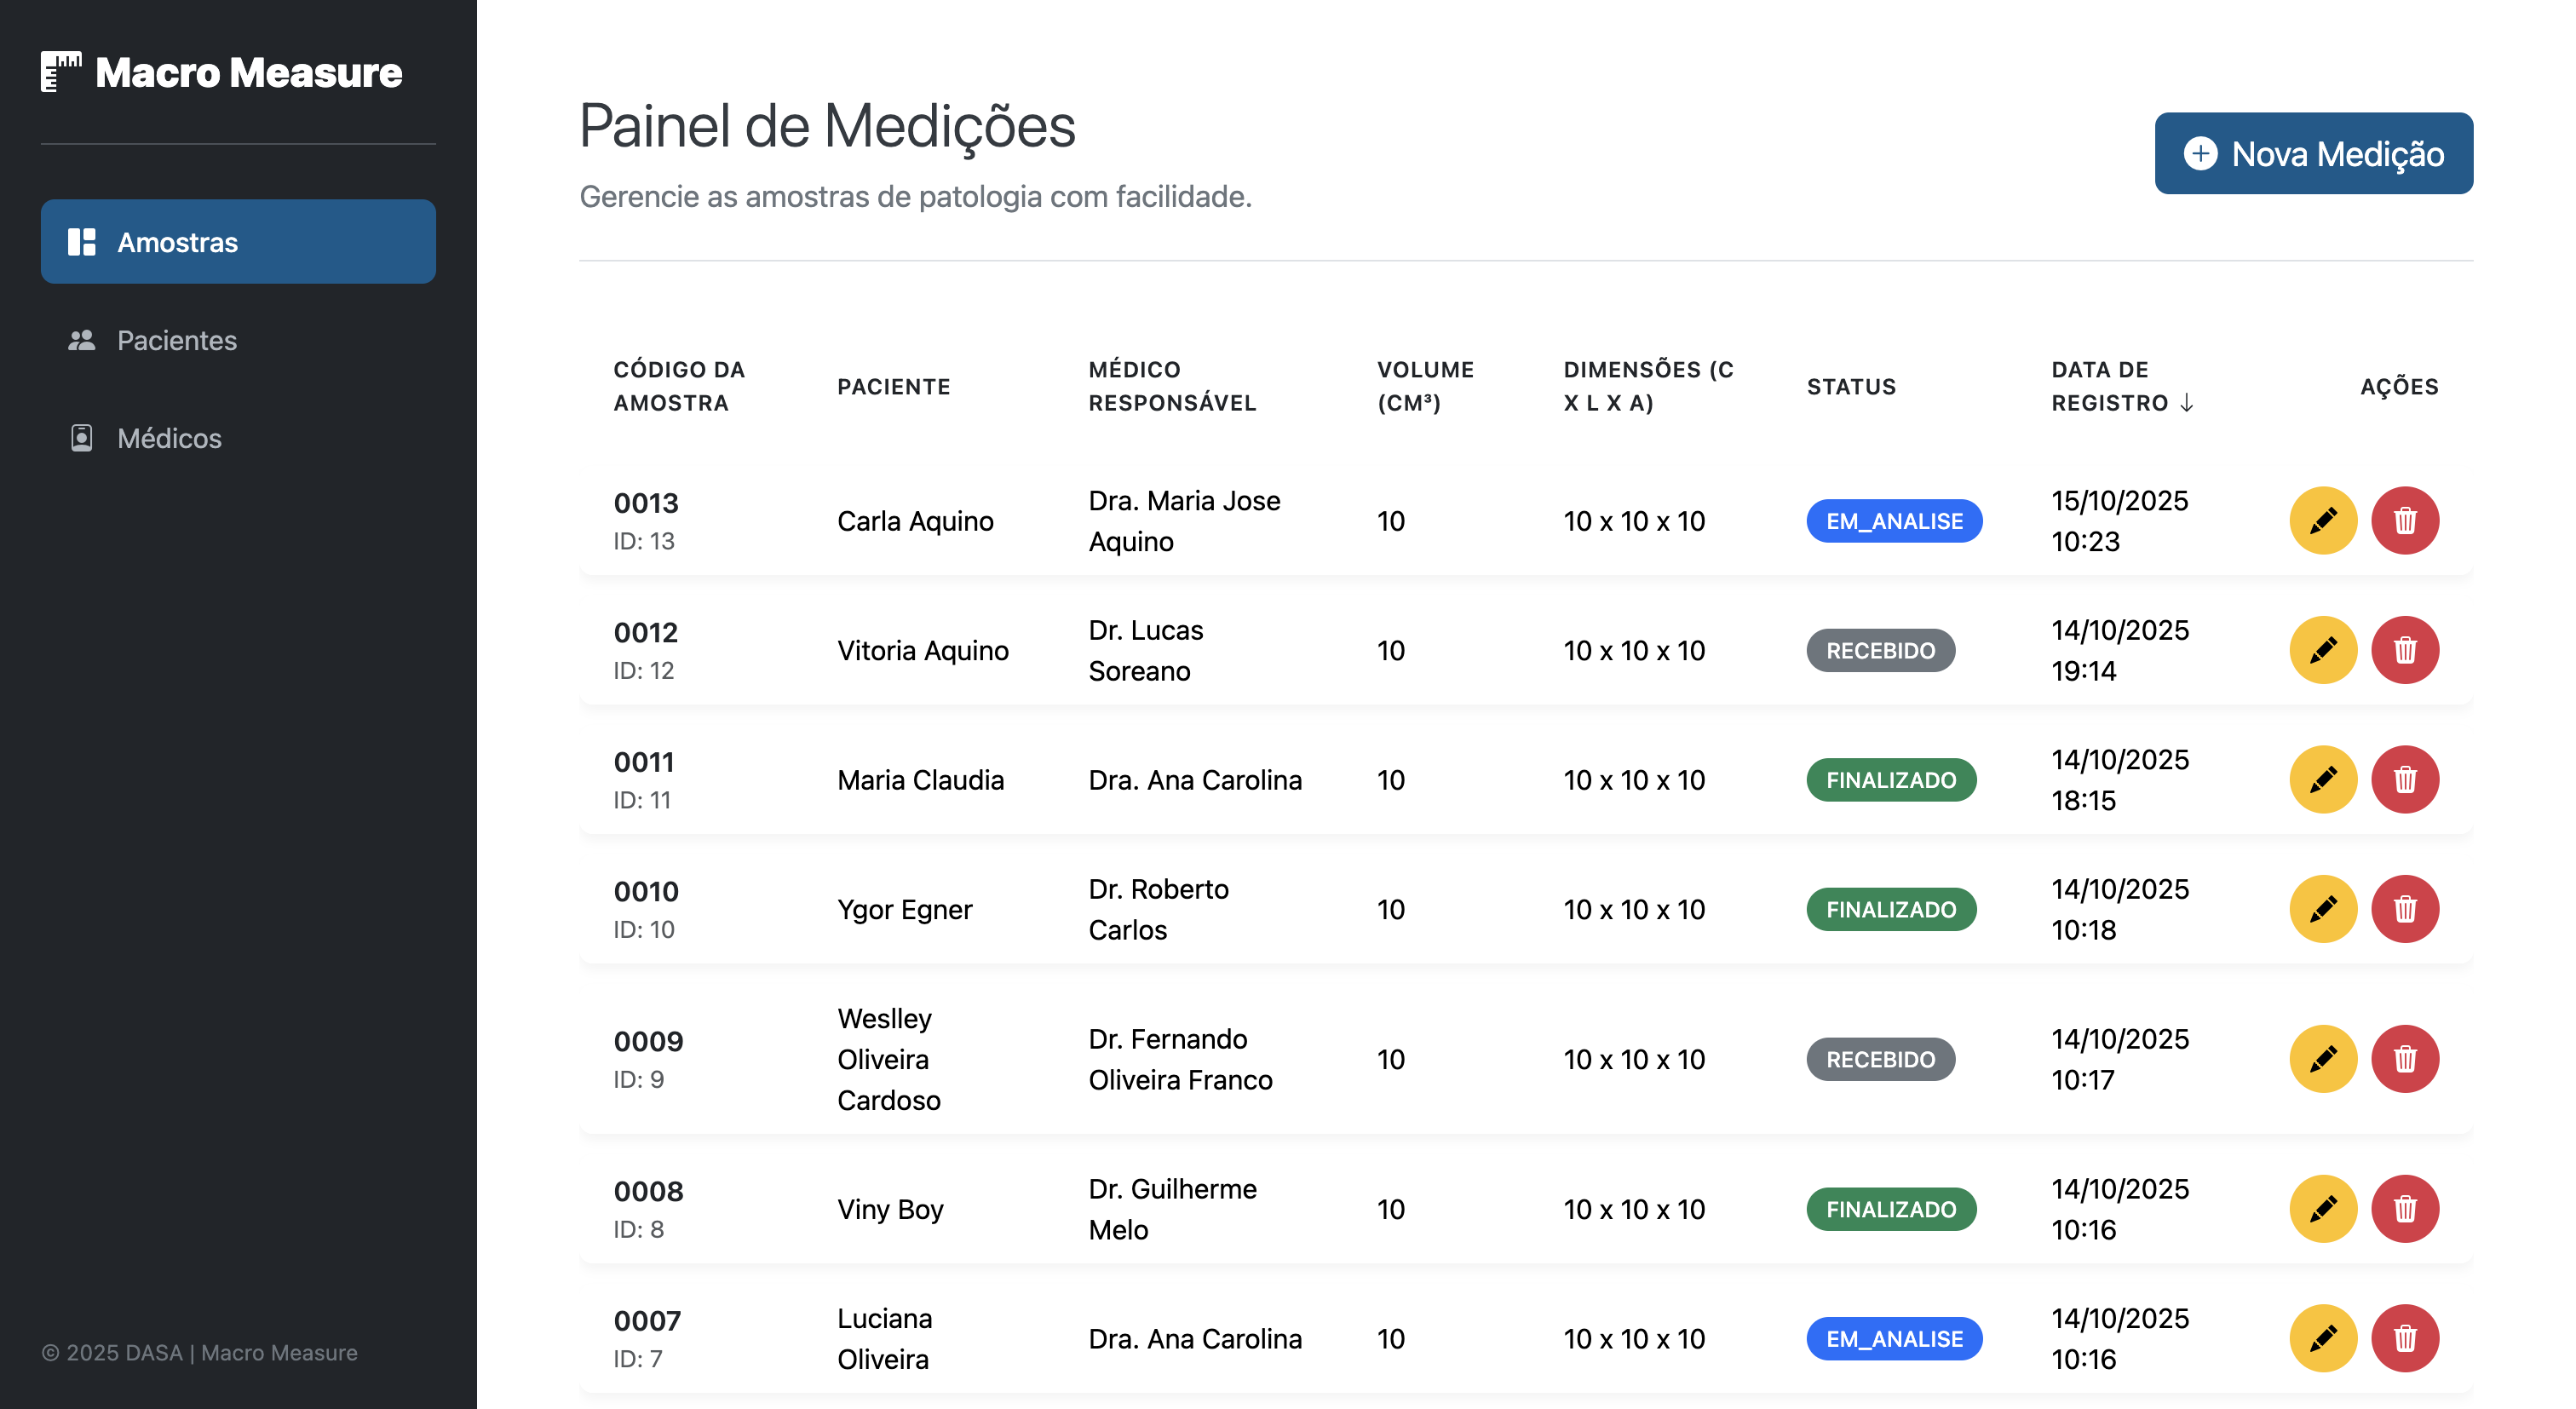 Macro Measure
Amostras
Pacientes
Médicos
© 2025 DASA | Macro Measure
Painel de Medições
Gerencie as amostras de patologia com facilidade.
Nova Medição
CÓDIGO DA
AMOSTRA
PACIENTE
MÉDICO
RESPONSÁVEL
VOLUME
(CM³)
DIMENSÕES (C
X L X A)
STATUS
DATA DE
REGISTRO ↓
AÇÕES
0013
ID: 13
Carla Aquino
Dra. Maria Jose
Aquino
10
10 x 10 x 10
EM_ANALISE
15/10/2025
10:23
0012
ID: 12
Vitoria Aquino
Dr. Lucas
Soreano
10
10 x 10 x 10
RECEBIDO
14/10/2025
19:14
0011
ID: 11
Maria Claudia
Dra. Ana Carolina
10
10 x 10 x 10
FINALIZADO
14/10/2025
18:15
0010
ID: 10
Ygor Egner
Dr. Roberto
Carlos
10
10 x 10 x 10
FINALIZADO
14/10/2025
10:18
0009
ID: 9
Weslley
Oliveira
Cardoso
Dr. Fernando
Oliveira Franco
10
10 x 10 x 10
RECEBIDO
14/10/2025
10:17
0008
ID: 8
Viny Boy
Dr. Guilherme
Melo
10
10 x 10 x 10
FINALIZADO
14/10/2025
10:16
0007
ID: 7
Luciana
Oliveira
Dra. Ana Carolina
10
10 x 10 x 10
EM_ANALISE
14/10/2025
10:16